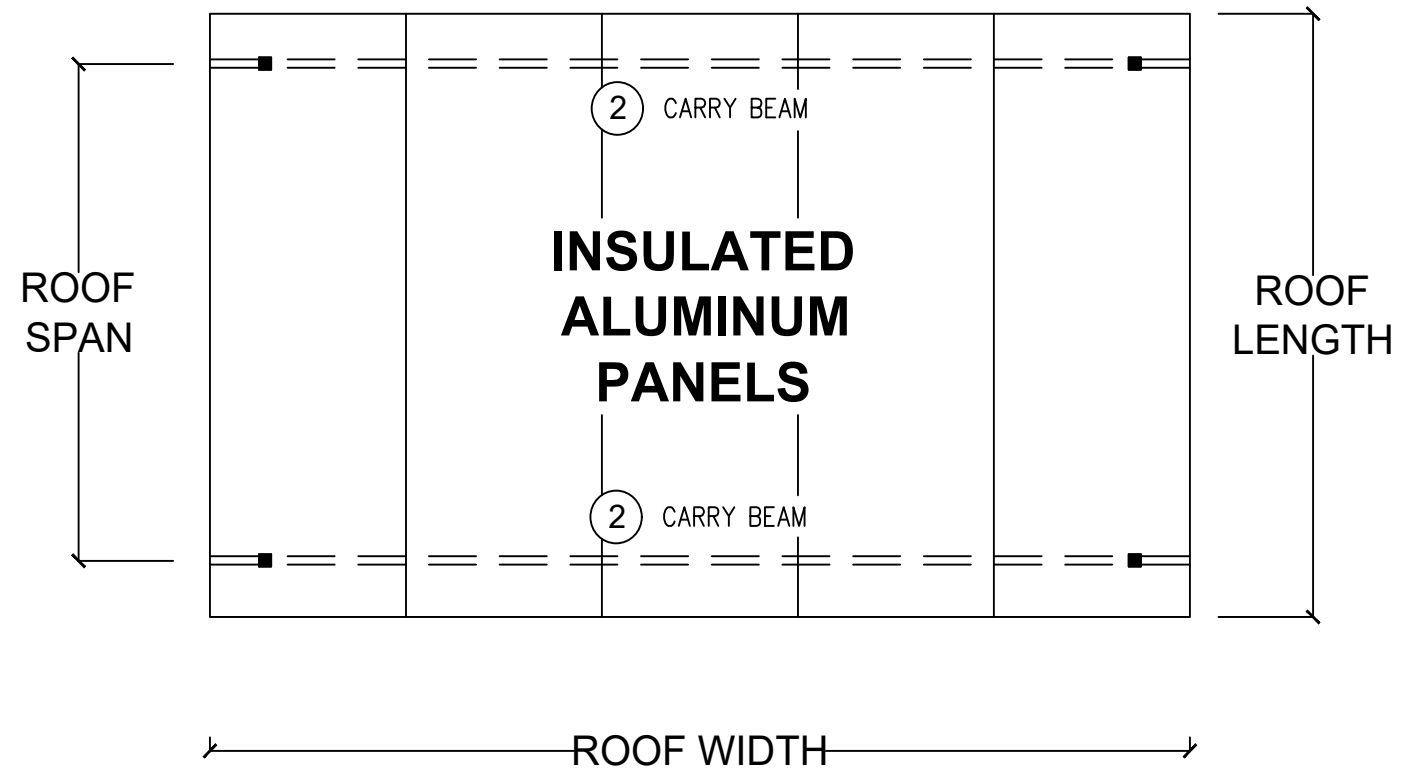 2 CARRY BEAM
INSULATED
ALUMINUM
PANELS
ROOF
SPAN
ROOF
LENGTH
2 CARRY BEAM
ROOF WIDTH